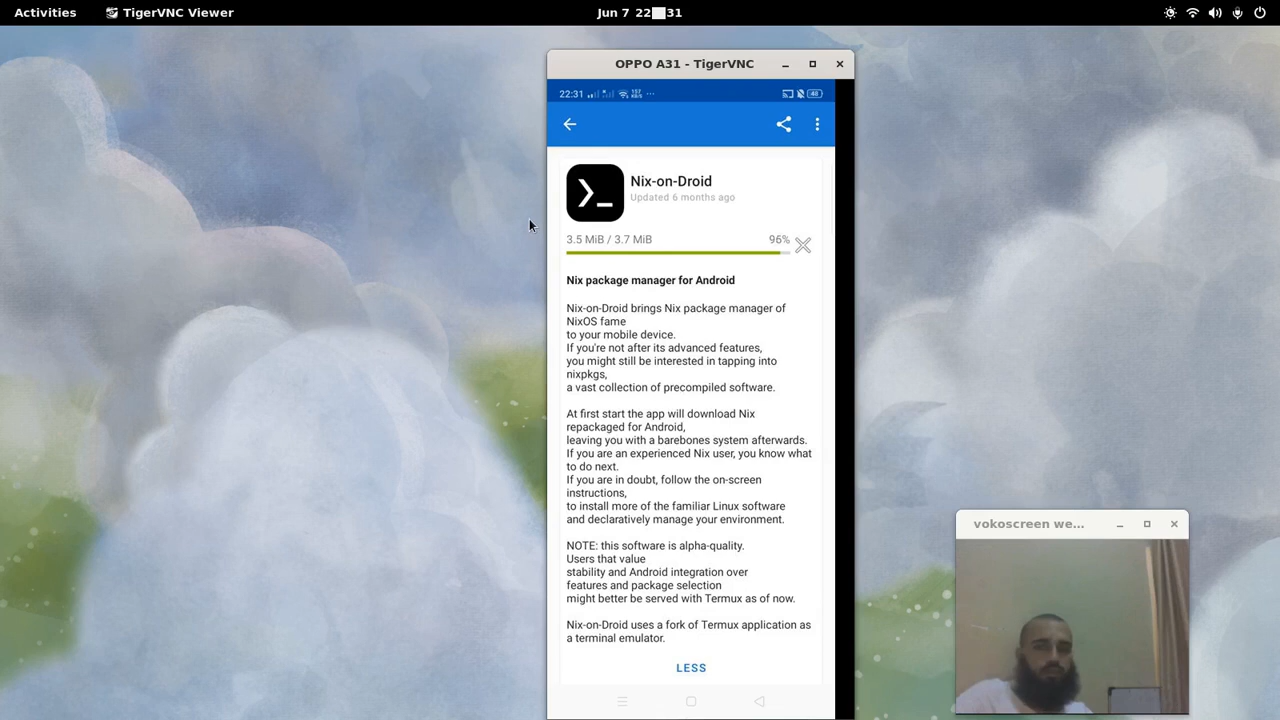 Activities
TigerVNC Viewer
Jun 7 22 31
OPPO A31 - TigerVNC
22:31
48
Nix-on-Droid
Updated 6 months ago
3.5 MiB / 3.7 MiB
96%
Nix package manager for Android
Nix-on-Droid brings Nix package manager of
NixOS fame
to your mobile device.
If you're not after its advanced features,
you might still be interested in tapping into
nixpkgs,
a vast collection of precompiled software.
At first start the app will download Nix
repackaged for Android,
leaving you with a barebones system afterwards.
If you are an experienced Nix user, you know what
to do next.
If you are in doubt, follow the on-screen
instructions,
to install more of the familiar Linux software
and declaratively manage your environment.
NOTE: this software is alpha-quality.
Users that value
stability and Android integration over
features and package selection
might better be served with Termux as of now.
Nix-on-Droid uses a fork of Termux application as
a terminal emulator.
LESS
vokoscreen we...